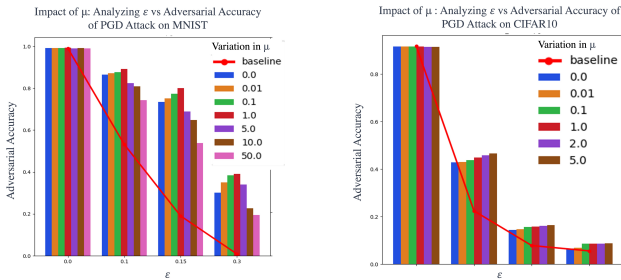 Impact of μ: Analyzing ε vs Adversarial Accuracy
of PGD Attack on MNIST
Adversarial Accuracy
1.0
0.8
0.6
0.4
0.2
0.0
Variation in μ
baseline
0.0
0.01
0.1
1.0
5.0
10.0
50.0
0.0
0.1
0.15
0.3
ε
Impact of μ : Analyzing ε vs Adversarial Accuracy of
PGD Attack on CIFAR10
Adversarial Accuracy
0.8
0.6
0.4
0.2
0.0
Variation in μ
baseline
0.0
0.01
0.1
1.0
2.0
5.0
ε